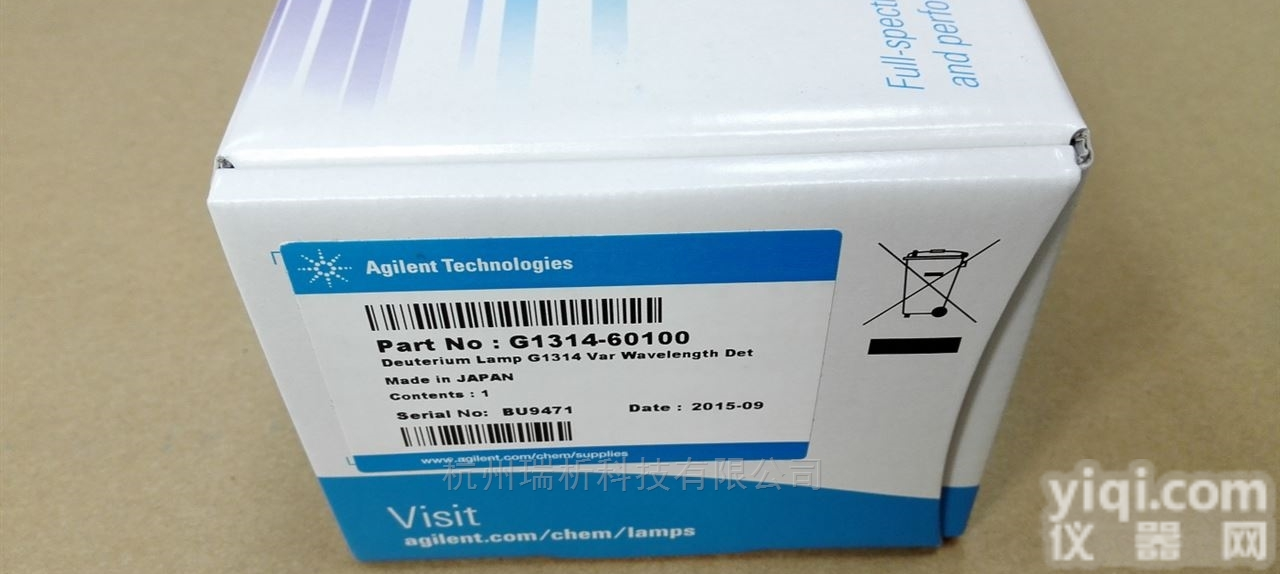 Full-spect
and perfo
Agilent Technologies
Part No : G1314-60100
Deuterium Lamp G1314 Var Wavelength Det
Made in JAPAN
Contents : 1
Serial No: BU9471 Date : 2015-09
www.agilent.com/chem/supplies
杭州瑞析科技有限公司
Visit
agilent.com/chem/lamps
yiqi.com
仪器网